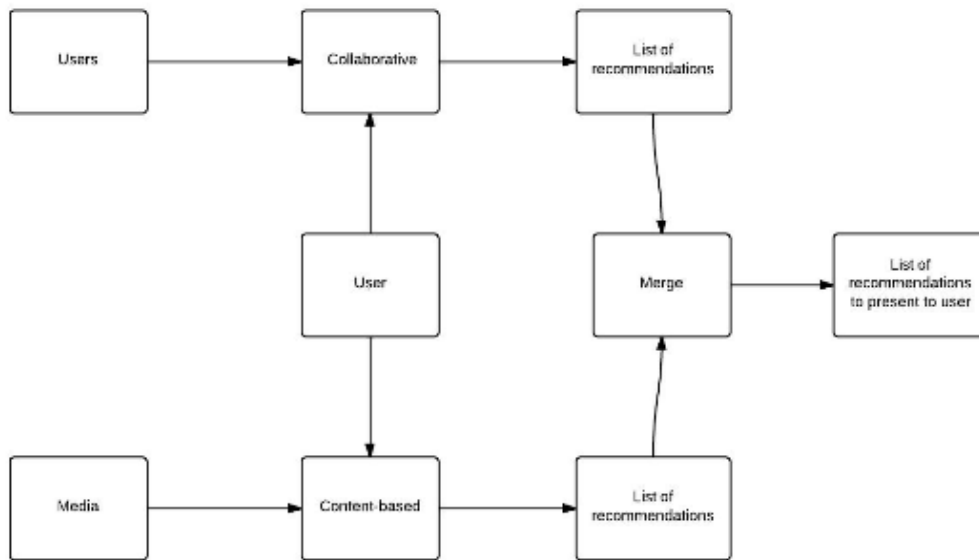 Users
Collaborative
List of
recommendations
User
Merge
List of
recommendations
to present to user
Media
Content-based
List of
recommendations